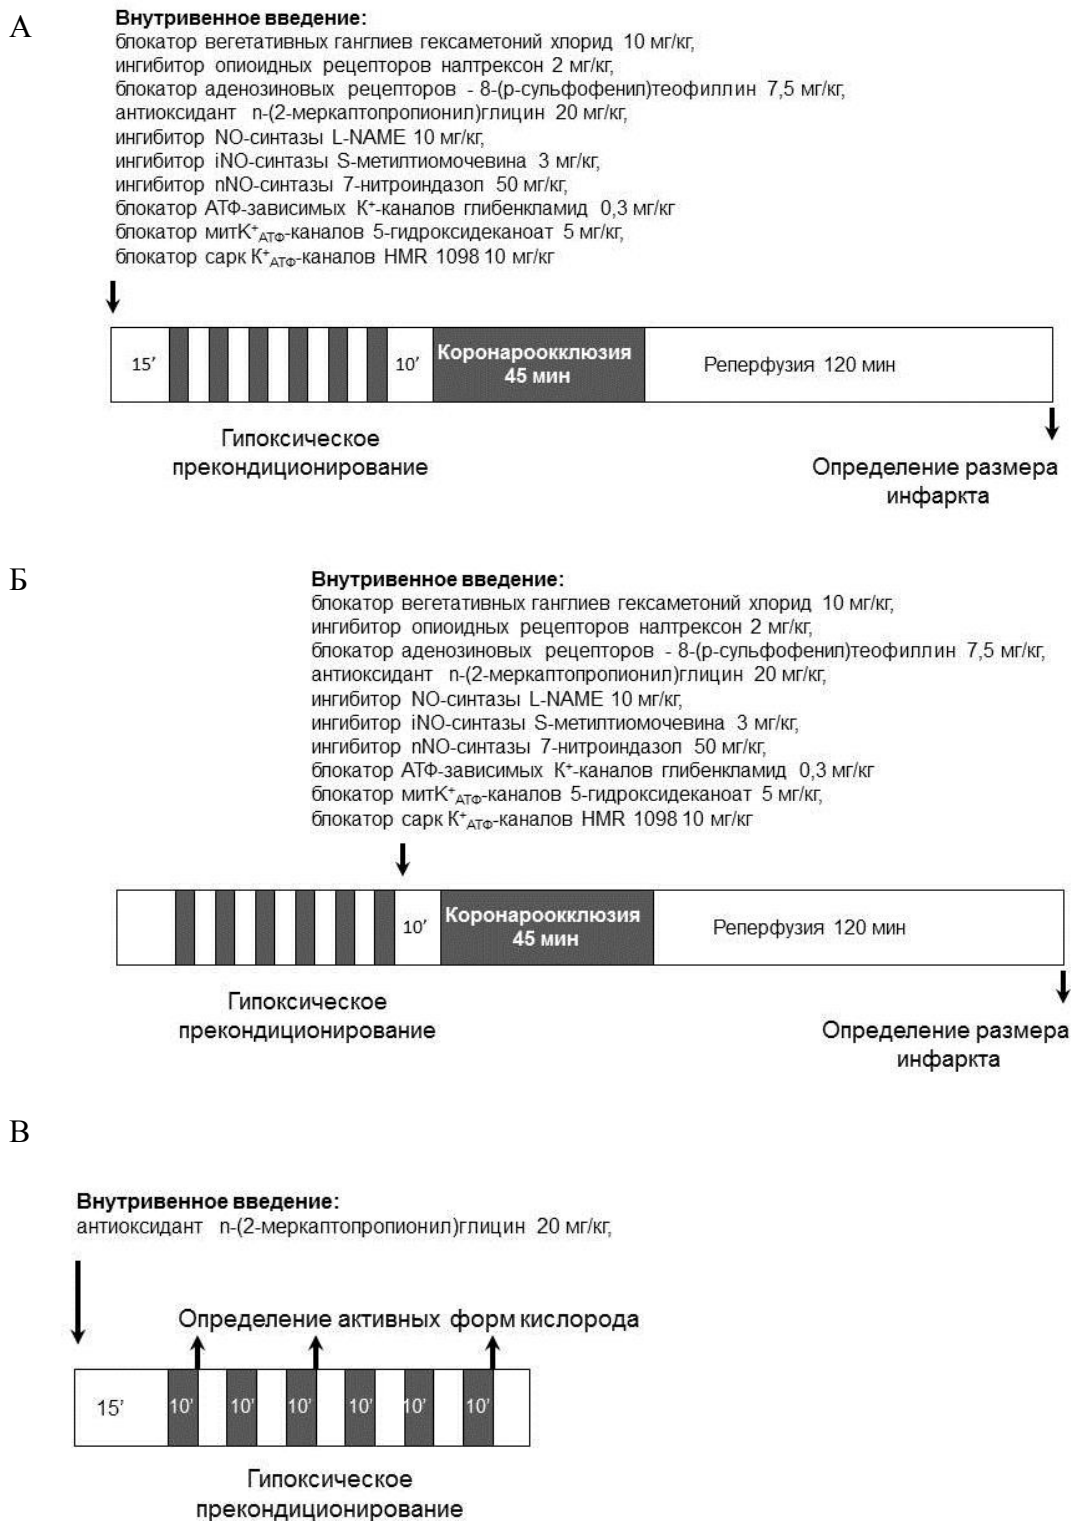 А
Внутривенное введение:
блокатор вегетативных ганглиев гексаметоний хлорид 10 мг/кг,
ингибитор опиоидных рецепторов налтрексон 2 мг/кг,
блокатор аденозиновых рецепторов - 8-(р-сульфофенил)теофиллин 7,5 мг/кг,
антиоксидант n-(2-меркаптопропионил)глицин 20 мг/кг,
ингибитор NO-синтазы L-NAME 10 мг/кг,
ингибитор iNO-синтазы S-метилтиомочевина 3 мг/кг,
ингибитор nNO-синтазы 7-нитроиндазол 50 мг/кг,
блокатор АТФ-зависимых К⁺-каналов глибенкламид 0,3 мг/кг
блокатор митК⁺АТФ-каналов 5-гидроксидеканоат 5 мг/кг,
блокатор сарк К⁺АТФ-каналов HMR 1098 10 мг/кг
15’
10’
Коронароокклюзия
45 мин
Реперфузия 120 мин
Гипоксическое
прекондиционирование
Определение размера
инфаркта
Б
Внутривенное введение:
блокатор вегетативных ганглиев гексаметоний хлорид 10 мг/кг,
ингибитор опиоидных рецепторов налтрексон 2 мг/кг,
блокатор аденозиновых рецепторов - 8-(р-сульфофенил)теофиллин 7,5 мг/кг,
антиоксидант n-(2-меркаптопропионил)глицин 20 мг/кг,
ингибитор NO-синтазы L-NAME 10 мг/кг,
ингибитор iNO-синтазы S-метилтиомочевина 3 мг/кг,
ингибитор nNO-синтазы 7-нитроиндазол 50 мг/кг,
блокатор АТФ-зависимых К⁺-каналов глибенкламид 0,3 мг/кг
блокатор митК⁺АТФ-каналов 5-гидроксидеканоат 5 мг/кг,
блокатор сарк К⁺АТФ-каналов HMR 1098 10 мг/кг
10’
Коронароокклюзия
45 мин
Реперфузия 120 мин
Гипоксическое
прекондиционирование
Определение размера
инфаркта
В
Внутривенное введение:
антиоксидант n-(2-меркаптопропионил)глицин 20 мг/кг,
Определение активных форм кислорода
15’
10’
10’
10’
10’
10’
10’
Гипоксическое
прекондиционирование